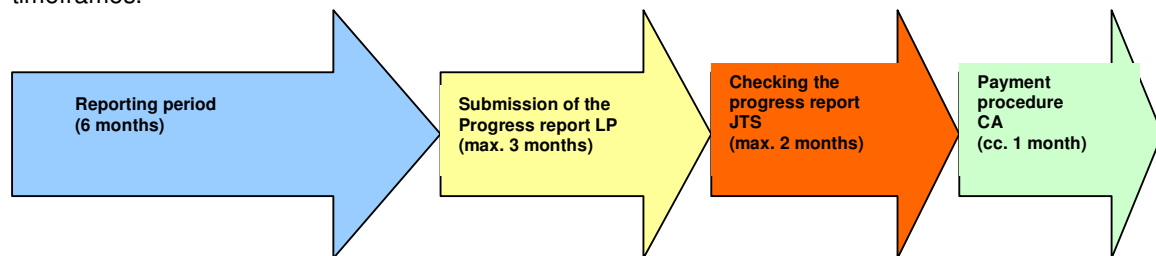 timeframes.
Reporting period
(6 months)
Submission of the
Progress report LP
(max. 3 months)
Checking the
progress report
JTS
(max. 2 months)
Payment
procedure
CA
(cc. 1 month)